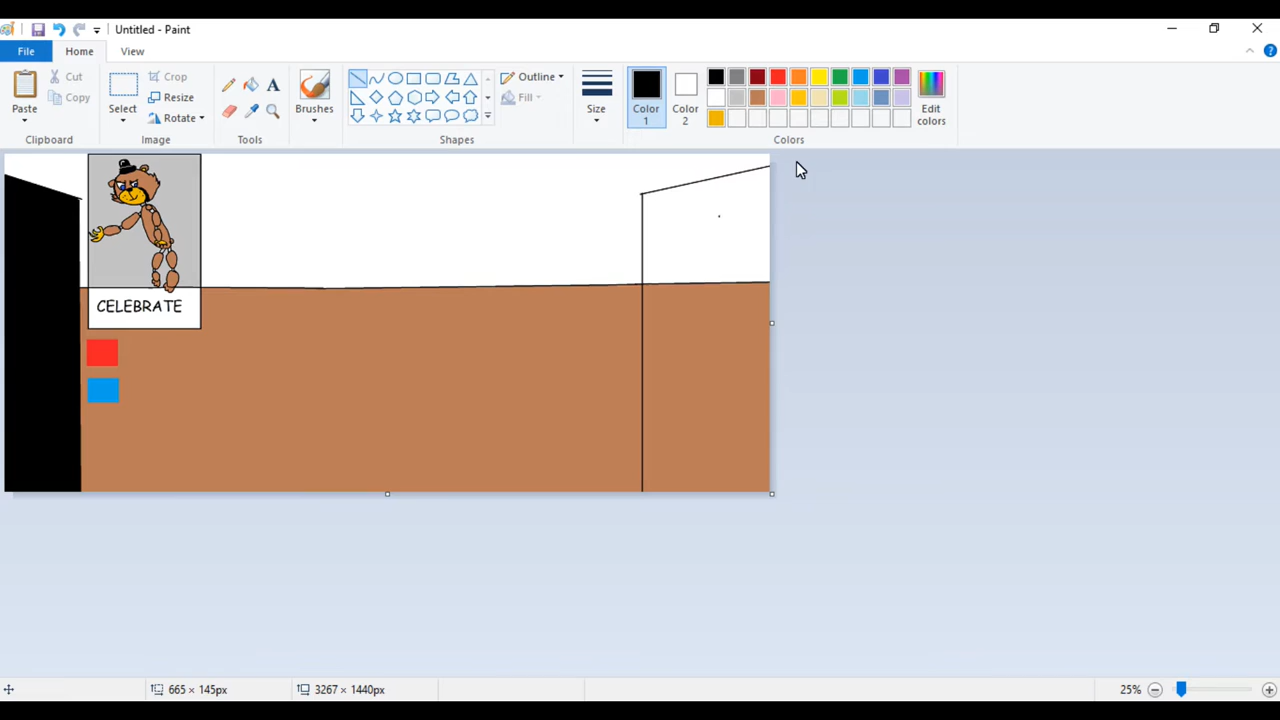 Untitled - Paint
File Home View
Paste
Cut
Copy
Clipboard
Select
Crop
Resize
Rotate
Image
A
Tools
Brushes
Outline
Fill
Shapes
Size
Color 1
Color 2
Edit colors
Colors
CELEBRATE
665 × 145px
3267 × 1440px
25%